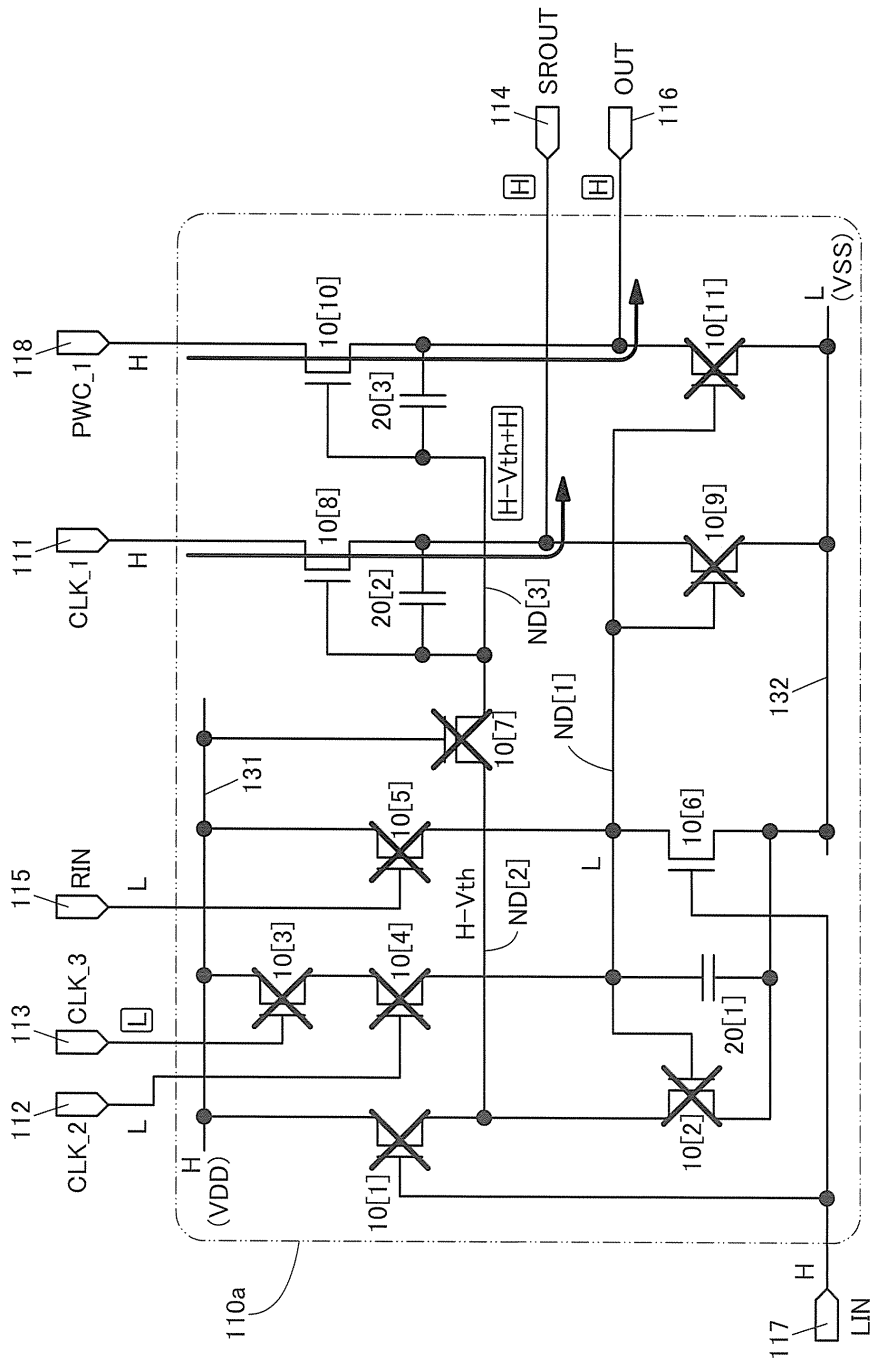 118
PWC_1
H
111
CLK_1
H
115
RIN
L
113
CLK_3
L
112
CLK_2
L
114
SROUT
H
OUT
116
H
10[10]
20[3]
10[8]
20[2]
H−Vth+H
ND[3]
10[11]
10[9]
L
(VSS)
132
ND[1]
131
10[7]
10[5]
10[6]
L
H−Vth
ND[2]
10[3]
10[4]
20[1]
10[2]
10[1]
H
(VDD)
110a
H
117
LIN